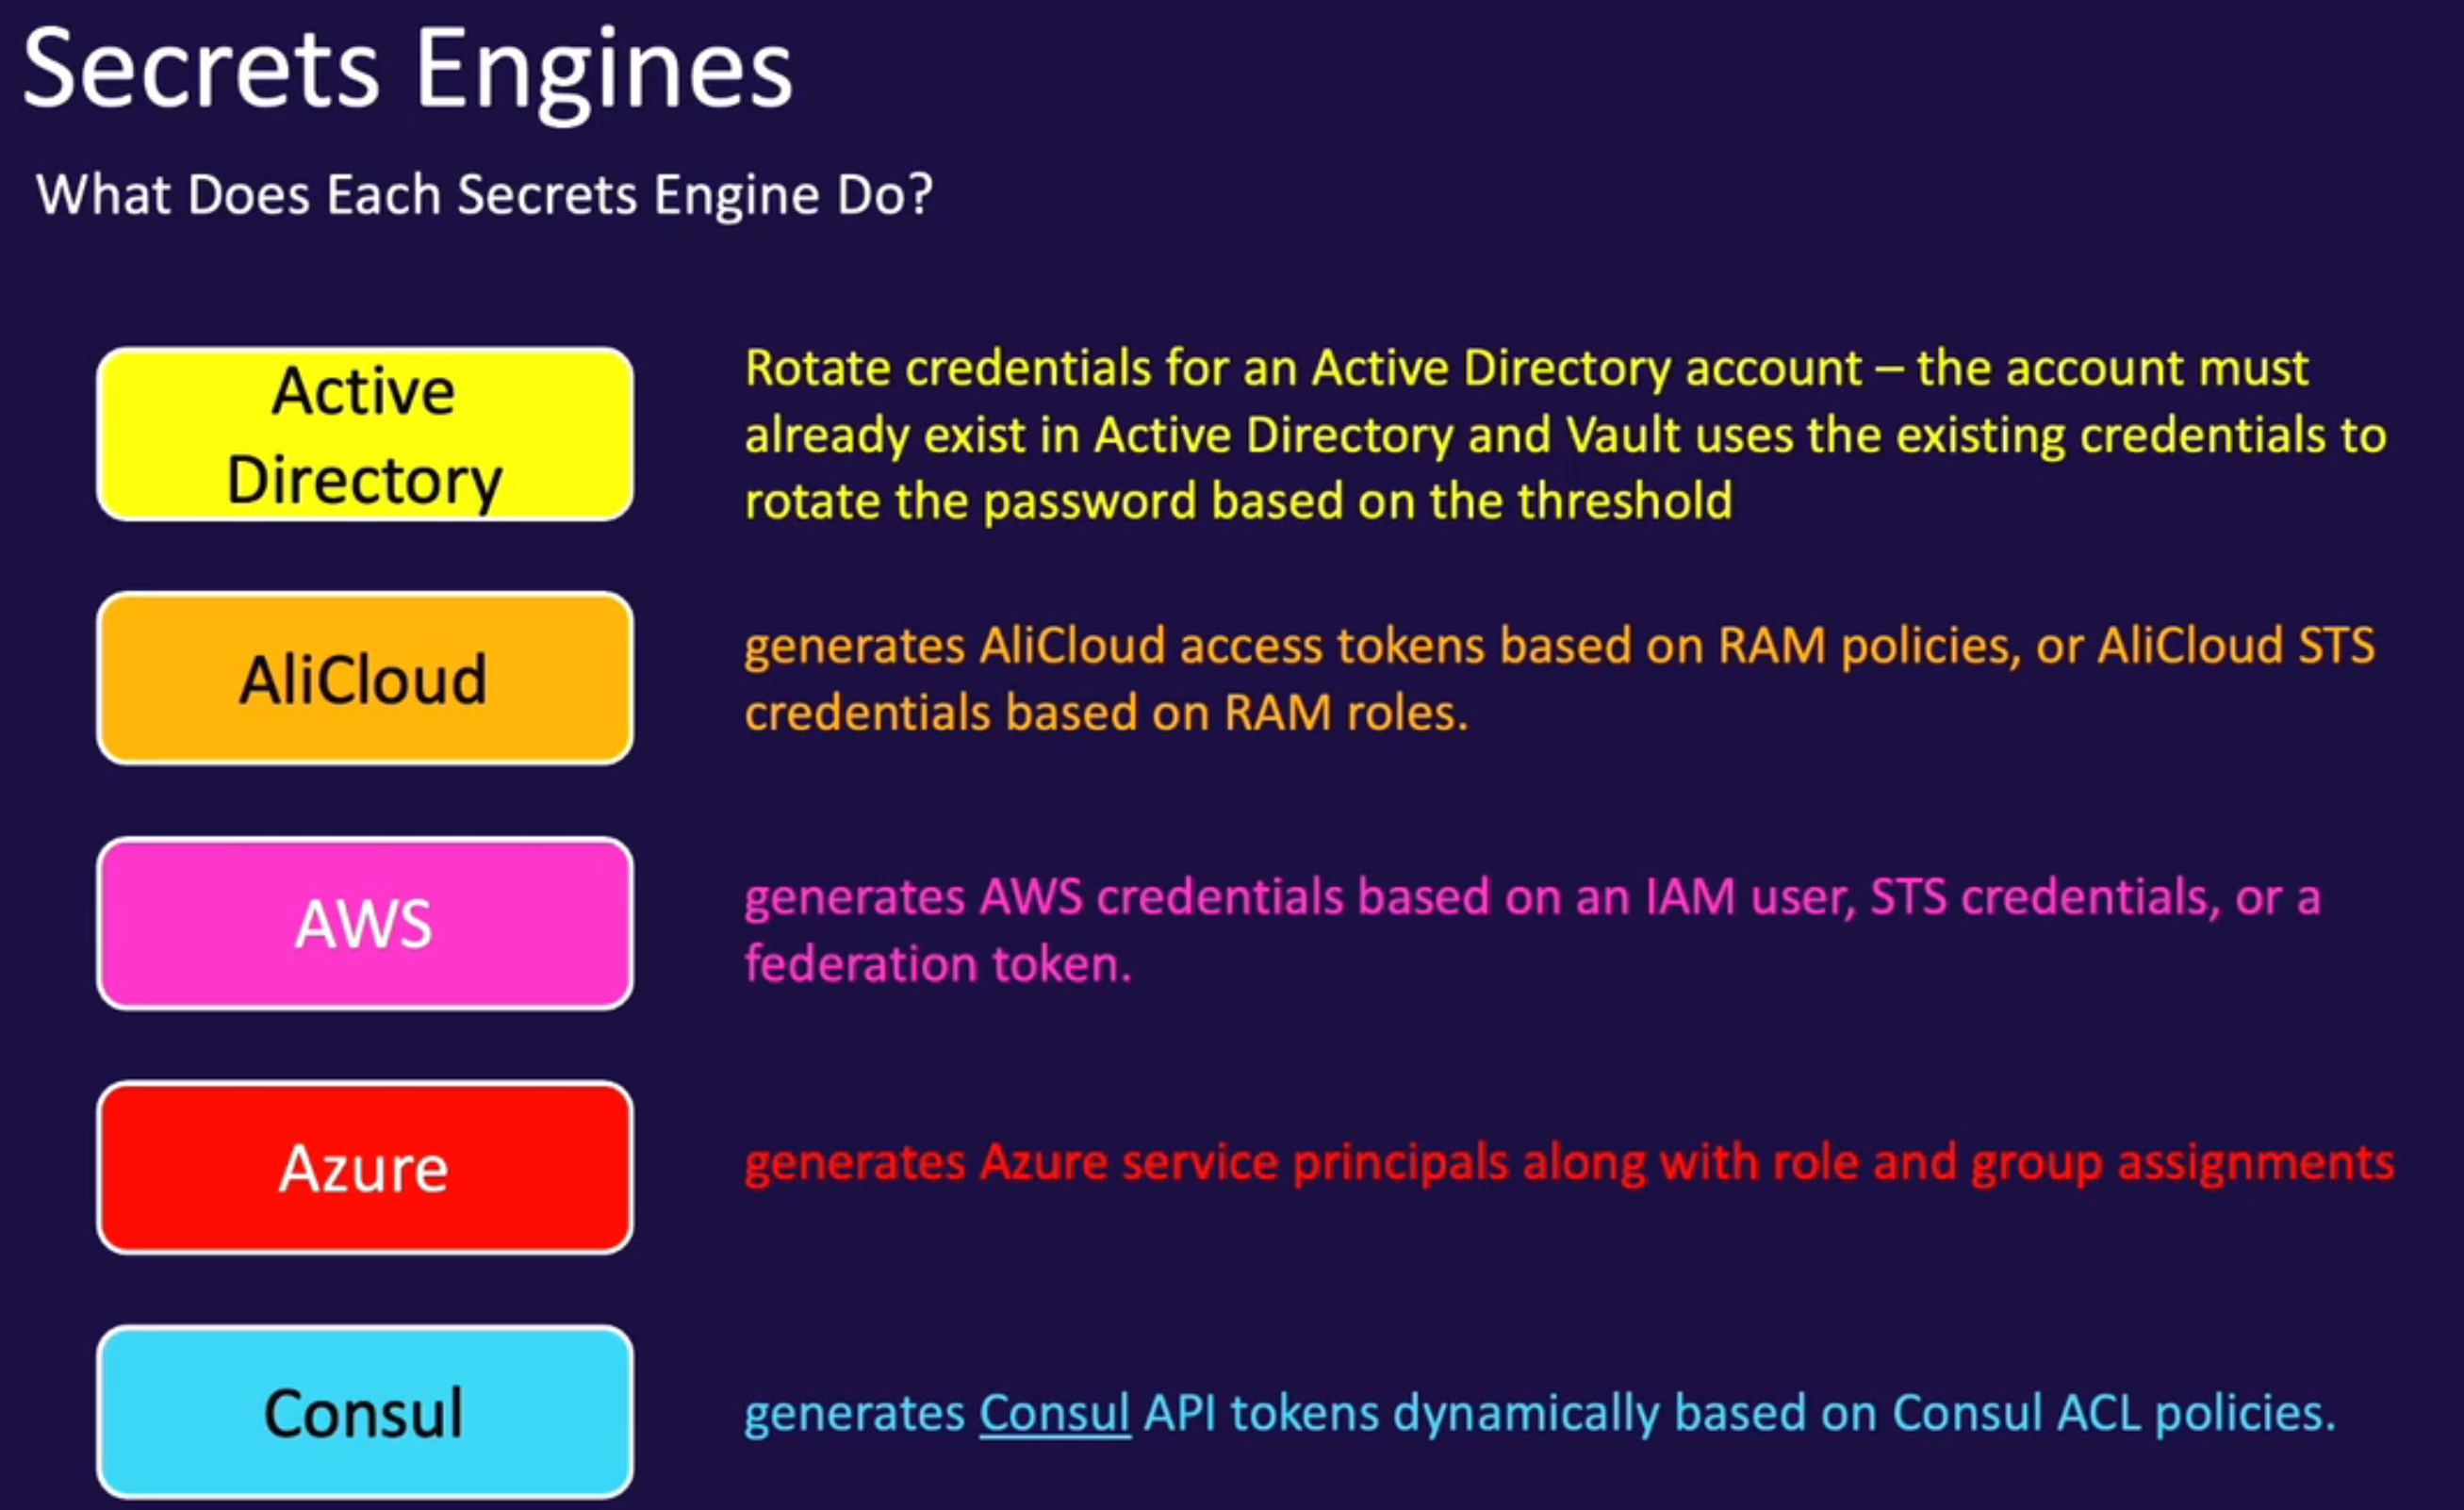 Secrets Engines
What Does Each Secrets Engine Do?
Active
Directory
Rotate credentials for an Active Directory account – the account must
already exist in Active Directory and Vault uses the existing credentials to
rotate the password based on the threshold
AliCloud
generates AliCloud access tokens based on RAM policies, or AliCloud STS
credentials based on RAM roles.
AWS
generates AWS credentials based on an IAM user, STS credentials, or a
federation token.
Azure
generates Azure service principals along with role and group assignments
Consul
generates Consul API tokens dynamically based on Consul ACL policies.